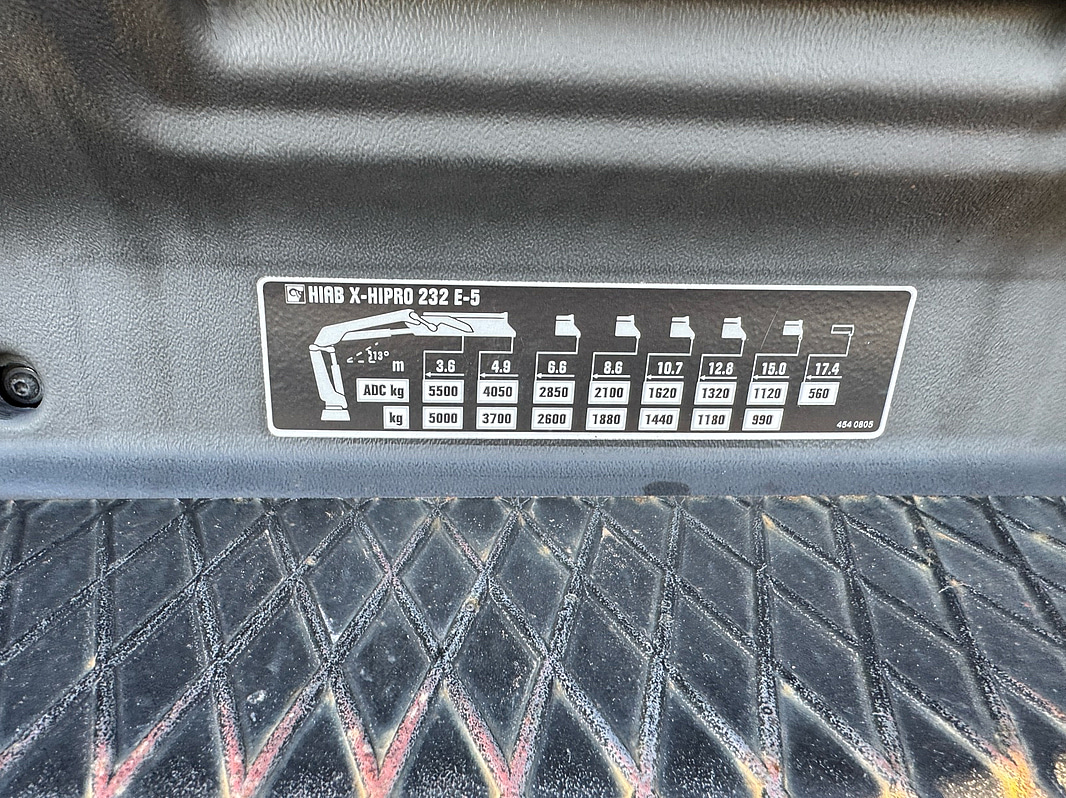 HIAB X-HIPRO 232 E-5
13°
m 3.6 4.9 6.6 8.6 10.7 12.8 15.0 17.4
ADC kg 5500 4050 2850 2100 1620 1320 1120 560
kg 5000 3700 2600 1880 1440 1180 990
454 0805